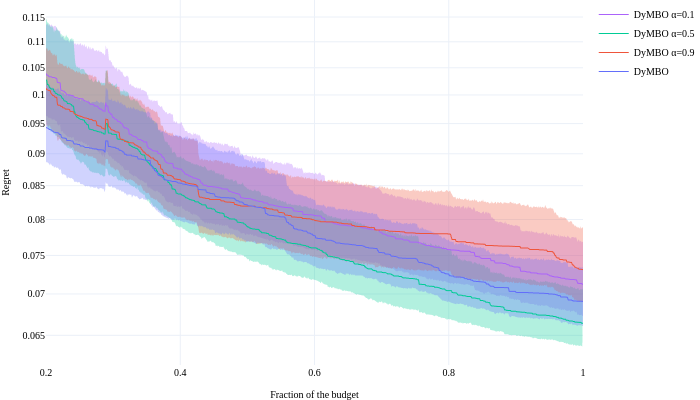 0.115
0.11
0.105
0.1
0.095
0.09
0.085
0.08
0.075
0.07
0.065
Regret
0.2
0.4
0.6
0.8
1
Fraction of the budget
DyMBO α=0.1
DyMBO α=0.5
DyMBO α=0.9
DyMBO